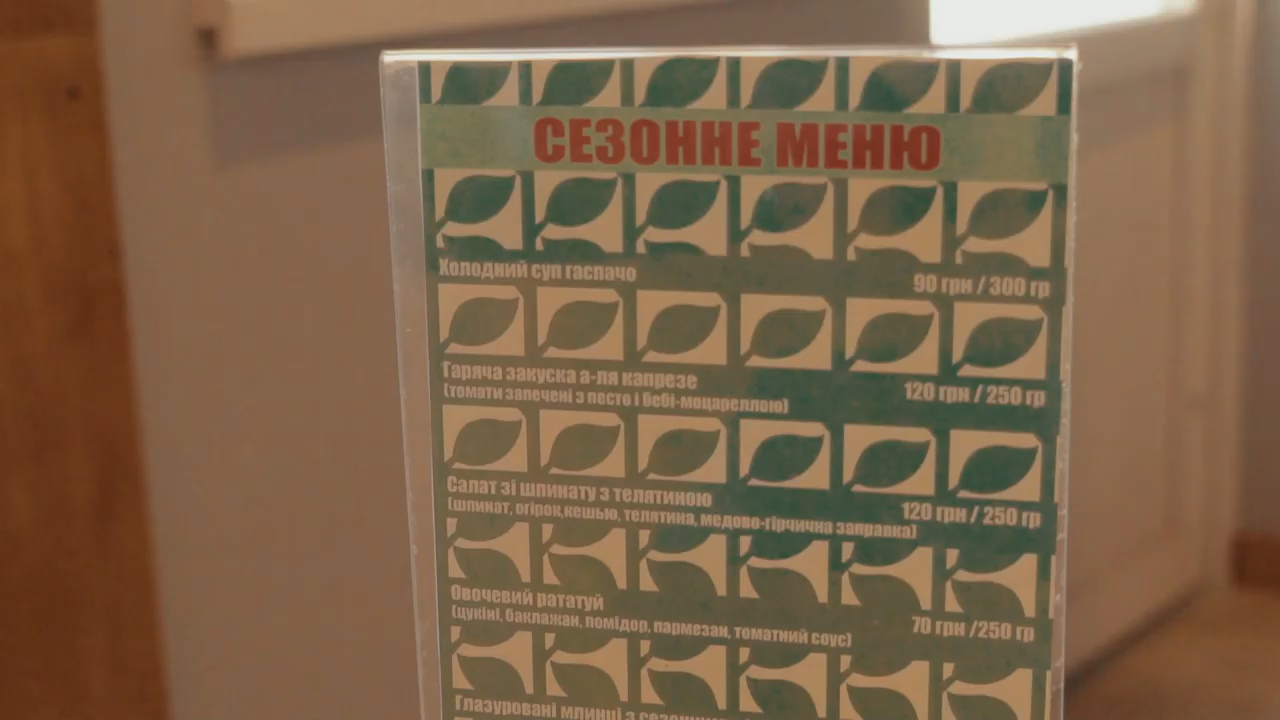 СЕЗОННЕ МЕНЮ
Холодний суп гаспачо 90 грн / 300 гр
Гаряча закуска а-ля капрезе 120 грн / 250 гр
(томати запечені з песто і бебі-моцареллою)
Салат зі шпинату з телятиною 120 грн / 250 гр
(шпинат, огірок,кешью, телятина, медово-гірчична заправка)
Овочевий рататуй 70 грн /250 гр
(цукіні, баклажан, помідор, пармезан, томатний соус)
Глазуровані млинці з